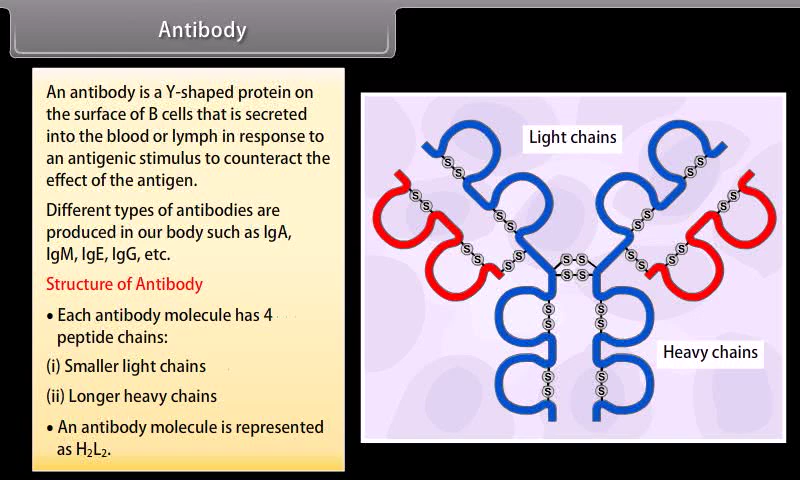 Antibody
An antibody is a Y-shaped protein on
the surface of B cells that is secreted
into the blood or lymph in response to
an antigenic stimulus to counteract the
effect of the antigen.
Different types of antibodies are
produced in our body such as IgA,
IgM, IgE, IgG, etc.
Structure of Antibody
• Each antibody molecule has 4
peptide chains:
(i) Smaller light chains
(ii) Longer heavy chains
• An antibody molecule is represented
as H₂L₂.
Light chains
S S S S
S S S S
S S S S
S S S S
S S S S
S S S S
S S
S S
S S
S S
Heavy chains